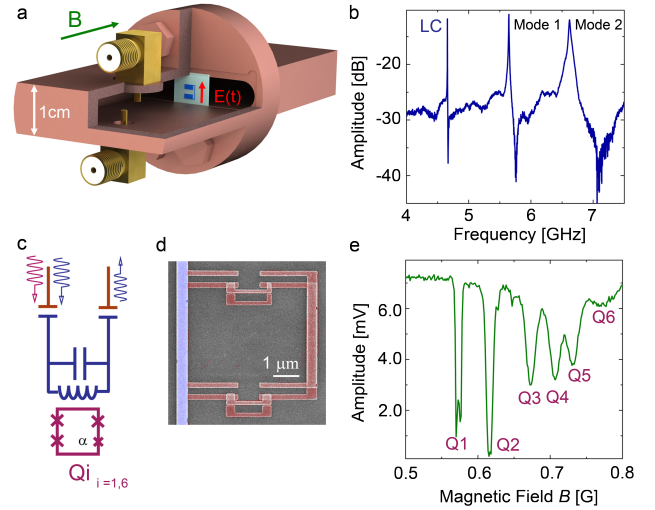 a
B
1cm
E(t)
b
LC
Mode 1
Mode 2
Amplitude [dB]
-20
-30
-40
4
5
6
7
Frequency [GHz]
c
α
Qi i=1,6
d
1 μm
e
Amplitude [mV]
6.0
4.0
2.0
Q1
Q2
Q3
Q4
Q5
Q6
0.5
0.6
0.7
0.8
Magnetic Field B [G]